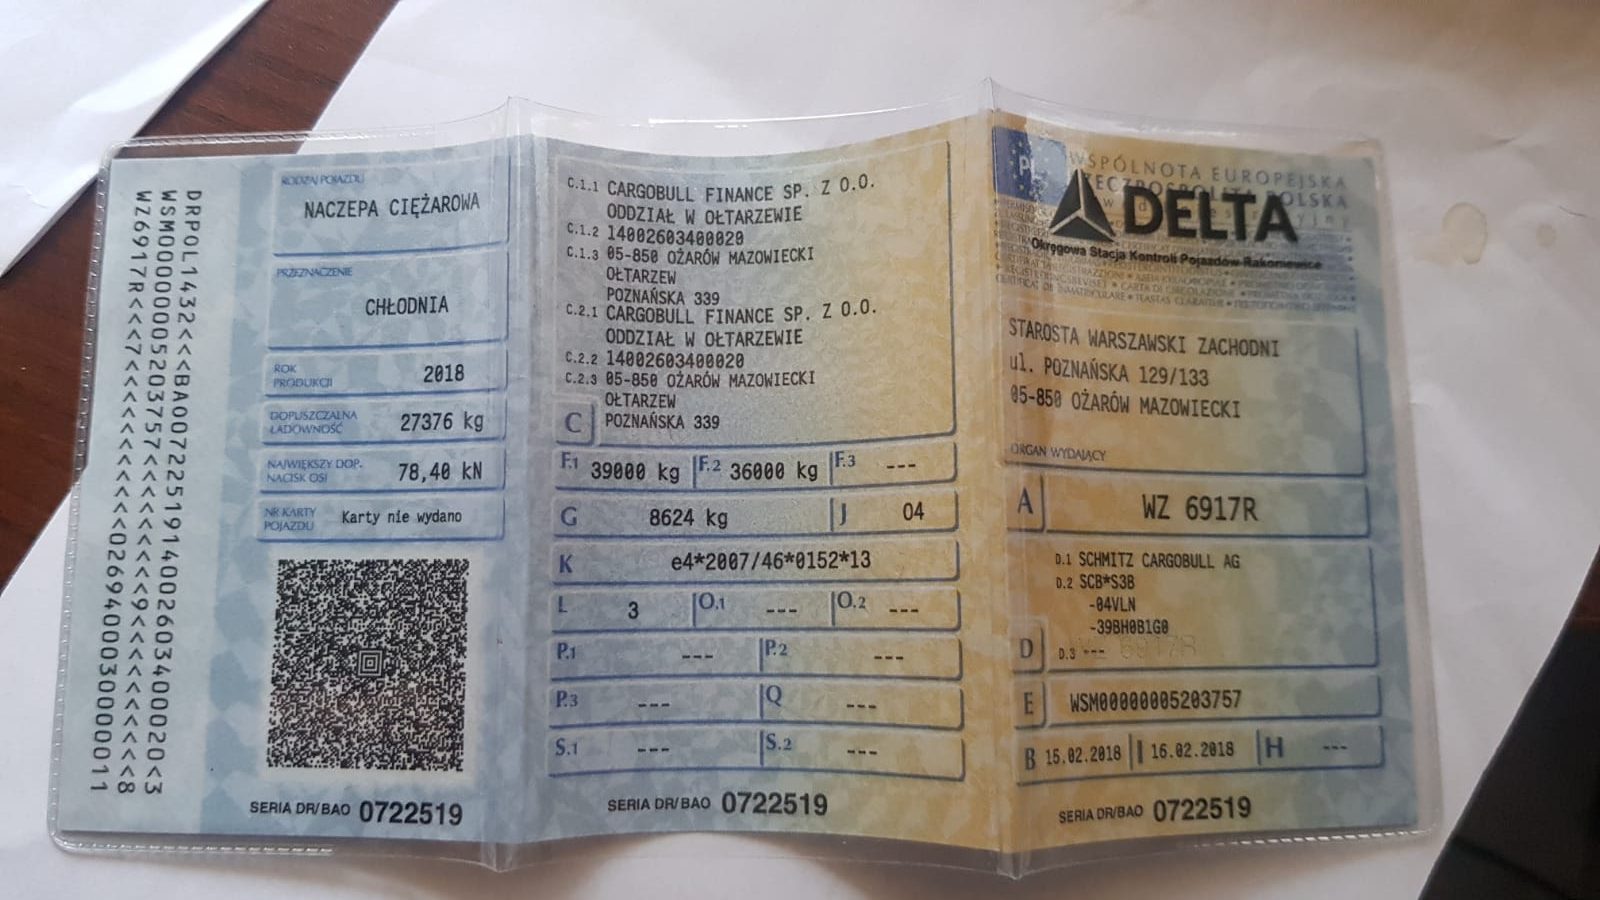 DRPOL1432<<<BAO07225191400260340002​0<3
WSM00000005203757<<<<<<<<9<<<<<<<<<8
WZ6917R<<<7<<<<<<<<<0269400030000011
RODZAJ POJAZDU
NACZEPA CIĘŻAROWA
PRZEZNACZENIE
CHŁODNIA
ROK PRODUKCJI 2018
DOPUSZCZALNA ŁADOWNOŚĆ 27376 kg
NAJWIĘKSZY DOP. NACISK OSI 78,40 kN
NR KARTY POJAZDU Karty nie wydano
SERIA DR/BAO 0722519
C.1.1 CARGOBULL FINANCE SP. Z O.O.
ODDZIAŁ W OŁTARZEWIE
C.1.2 14002603400020
C.1.3 05-850 OŻARÓW MAZOWIECKI
OŁTARZEW
POZNAŃSKA 339
C.2.1 CARGOBULL FINANCE SP. Z O.O.
ODDZIAŁ W OŁTARZEWIE
C.2.2 14002603400020
C.2.3 05-850 OŻARÓW MAZOWIECKI
OŁTARZEW
C POZNAŃSKA 339
F.1 39000 kg F.2 36000 kg F.3 ---
G 8624 kg J 04
K e4*2007/46*0152*13
L 3 O.1 --- O.2 ---
P.1 --- P.2 ---
P.3 --- Q ---
S.1 --- S.2 ---
SERIA DR/BAO 0722519
PL
WSPÓLNOTA EUROPEJSKA
DELTA
Okręgowa Stacja Kontroli Pojazdów Rakoniewice
STAROSTA WARSZAWSKI ZACHODNI
ul. POZNAŃSKA 129/133
05-850 OŻARÓW MAZOWIECKI
ORGAN WYDAJĄCY
A WZ 6917R
D.1 SCHMITZ CARGOBULL AG
D.2 SCB*S3B
-04VLN
-39BH0B1G0
D D.3 ---
E WSM00000005203757
B 15.02.2018 I 16.02.2018 H ---
SERIA DR/BAO 0722519